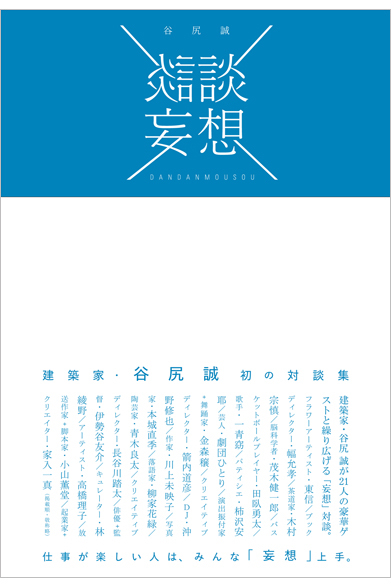 谷尻誠
談談
妄想
DANDANMOUSOU
建築家・谷尻誠 初の対談集
建築家・谷尻 誠が21人の豪華ゲ
ストと繰り広げる「妄想」対談。
フラワーアーティスト・東信／ブック
ディレクター・幅允孝／茶道家・木村
宗慎／脳科学者・茂木健一郎／バス
ケットボールプレイヤー・田臥勇太／
歌手・一青窈／パティシエ・柿沢安
耶／芸人・劇団ひとり／演出振付家
*舞踊家・金森穣／クリエイティブ
ディレクター・箭内道彦／DJ・沖
野修也／作家・川上未映子／写真
家・本城直季／落語家・柳家花緑／
陶芸家・青木良太／クリエイティブ
ディレクター・長谷川踏太／俳優*監
督・伊勢谷友介／キュレーター・林
綾野／アーティスト・高橋理子／放
送作家*脚本家・小山薫堂／起業家*
クリエイター・家入一真（掲載順・敬称略）
仕事が楽しい人は、みんな「妄想」上手。